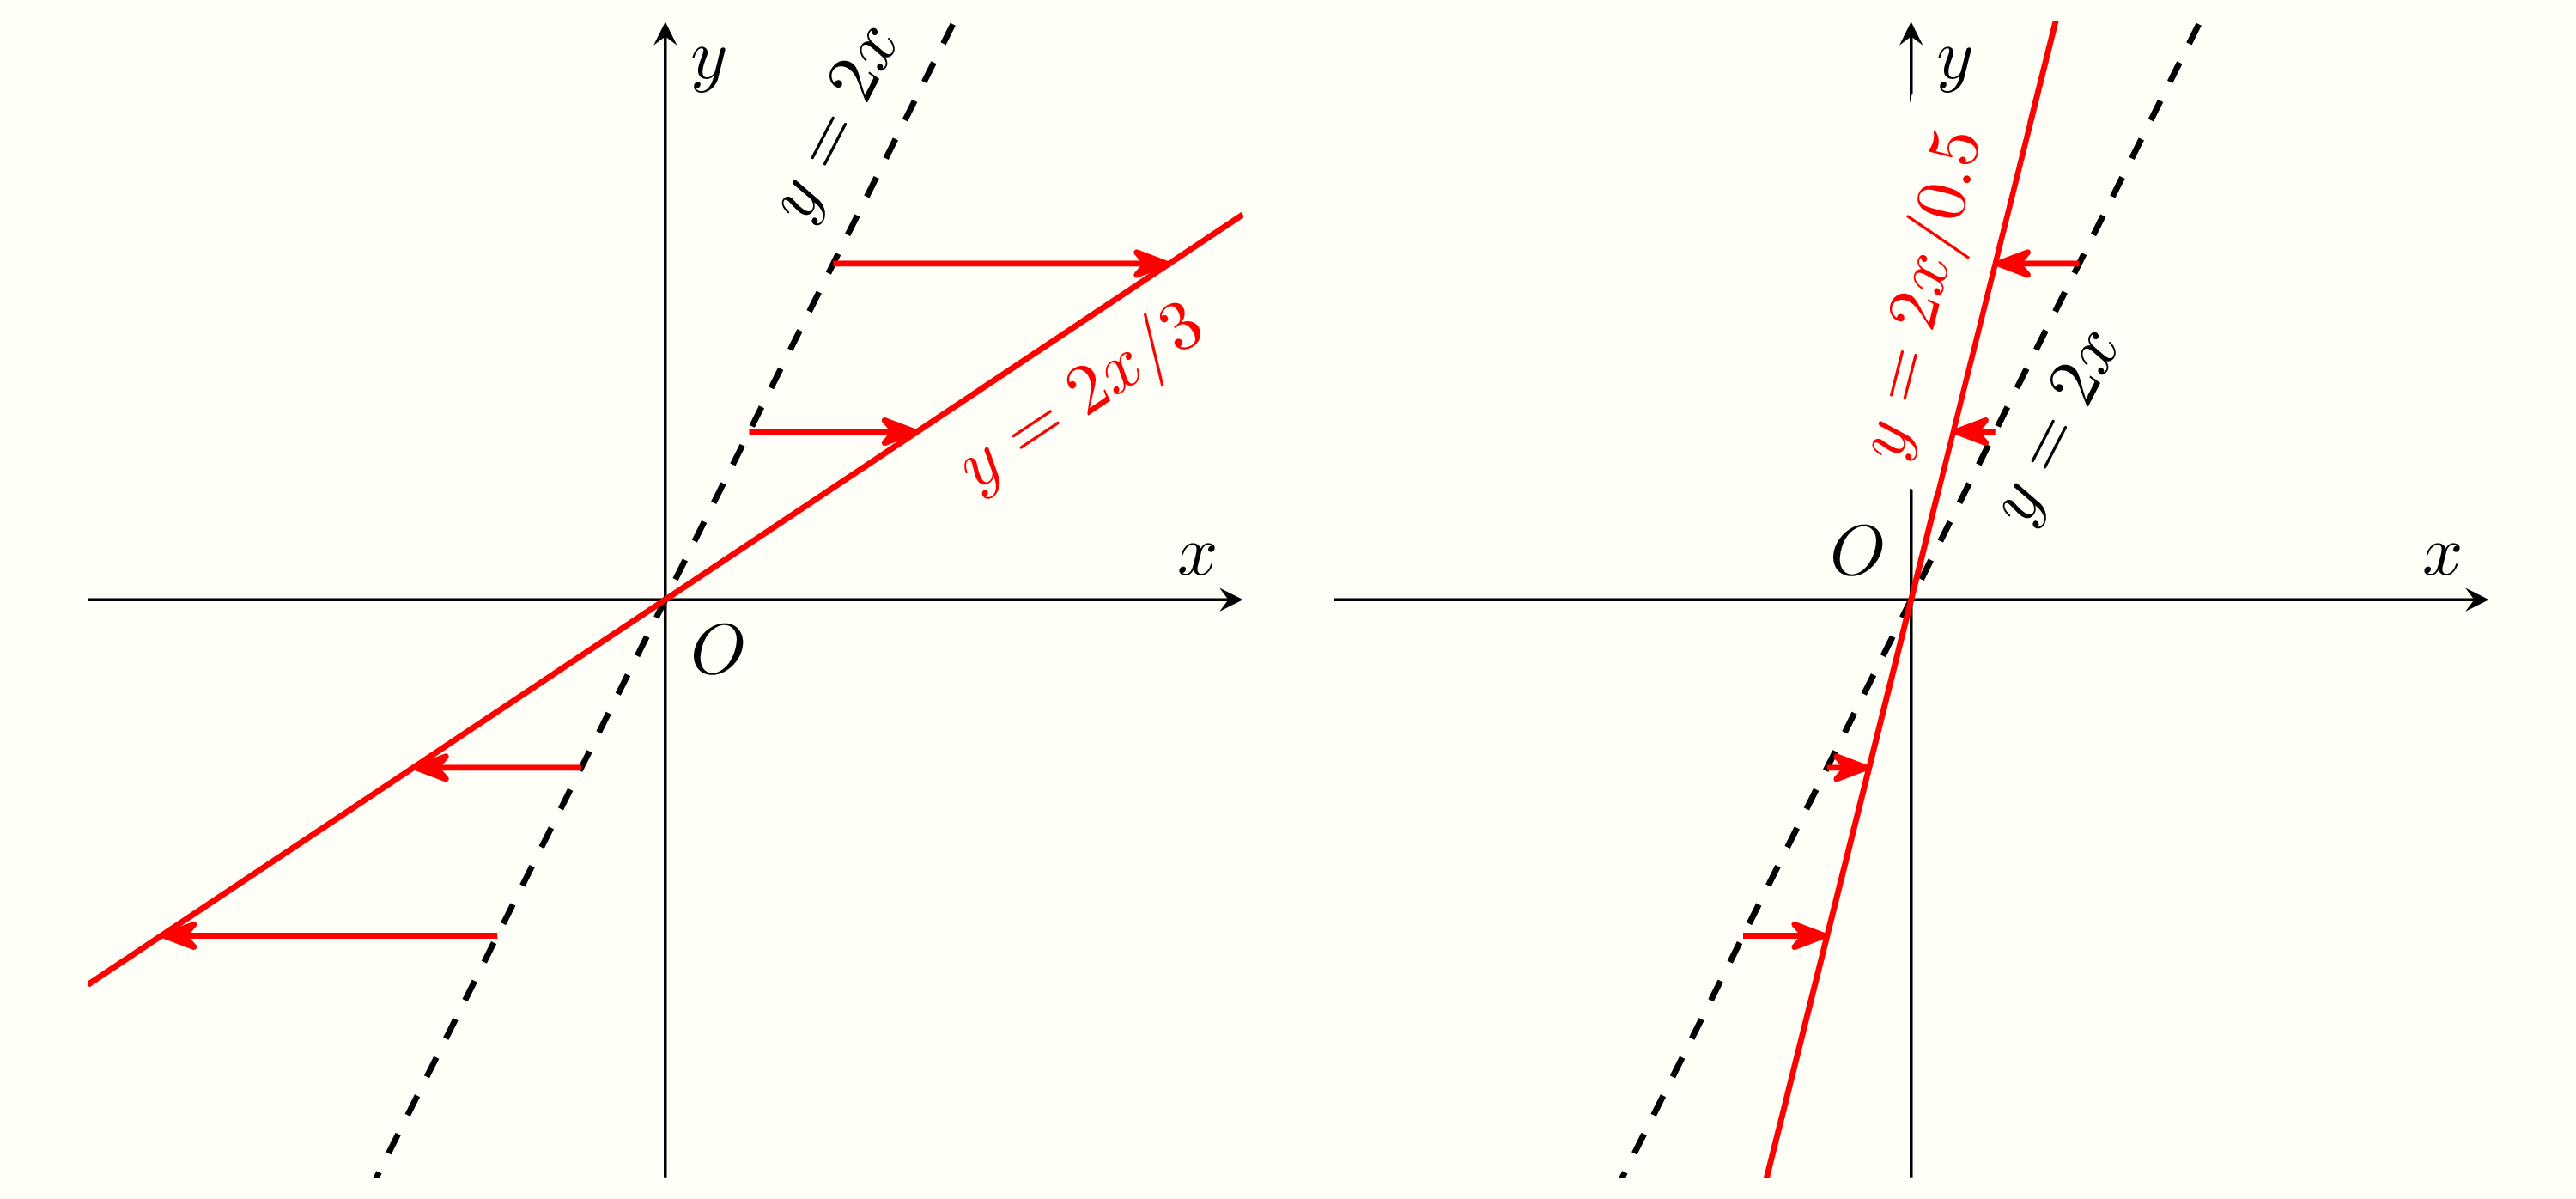 y
y = 2x
y = 2x/3
x
O
y
y = 2x/0.5
y = 2x
O
x